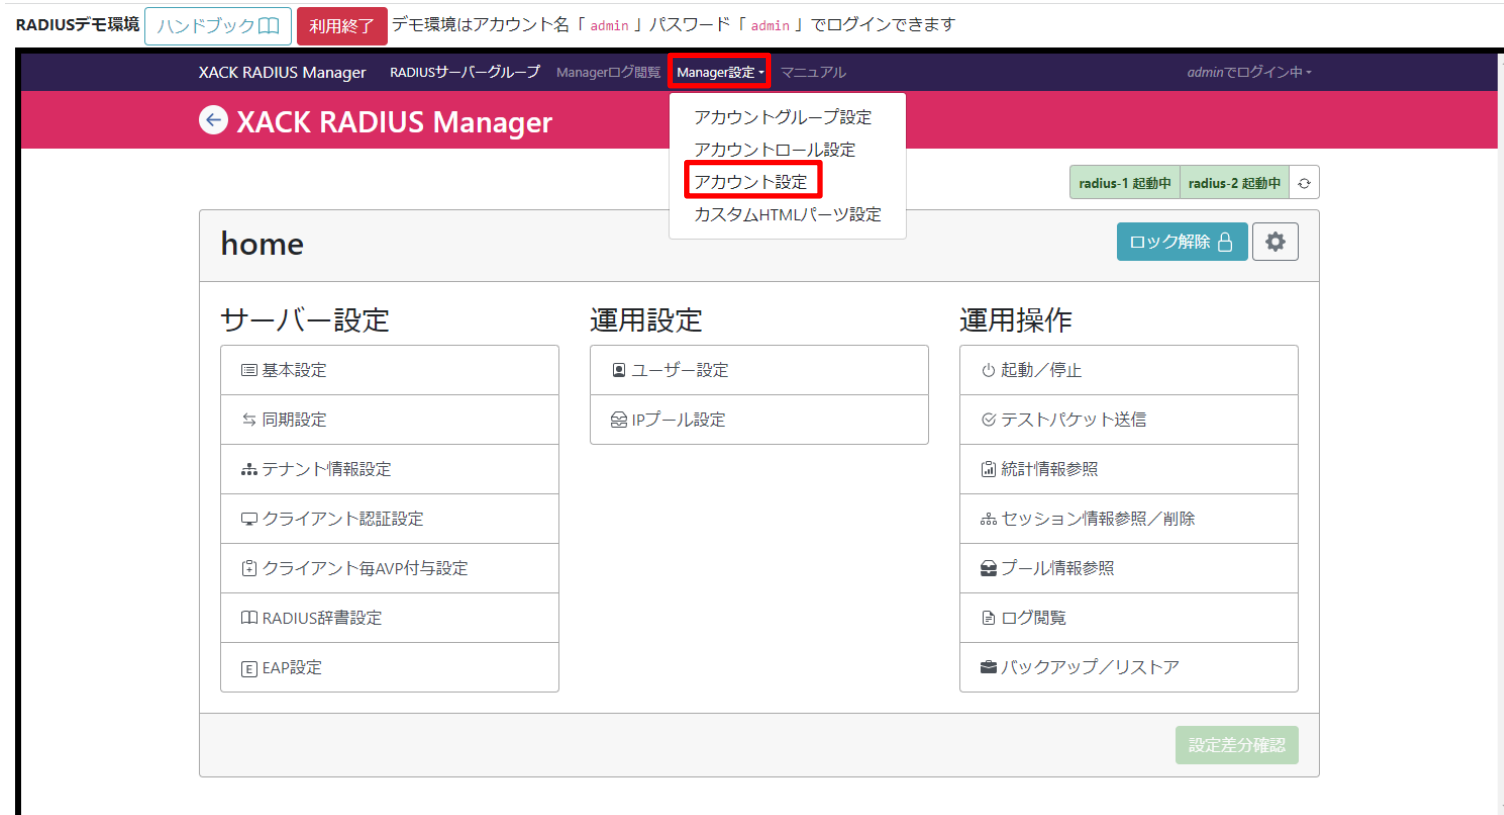 RADIUSデモ環境 ハンドブック 利用終了 デモ環境はアカウント名「 admin 」パスワード「 admin 」でログインできます
XACK RADIUS Manager RADIUSサーバーグループ Managerログ閲覧 Manager設定 マニュアル adminでログイン中
XACK RADIUS Manager
アカウントグループ設定
アカウントロール設定
アカウント設定
カスタムHTMLパーツ設定
radius-1 起動中 radius-2 起動中
home
ロック解除
サーバー設定
基本設定
同期設定
テナント情報設定
クライアント認証設定
クライアント毎AVP付与設定
RADIUS辞書設定
EAP設定
運用設定
ユーザー設定
IPプール設定
運用操作
起動／停止
テストパケット送信
統計情報参照
セッション情報参照／削除
プール情報参照
ログ閲覧
バックアップ／リストア
設定差分確認